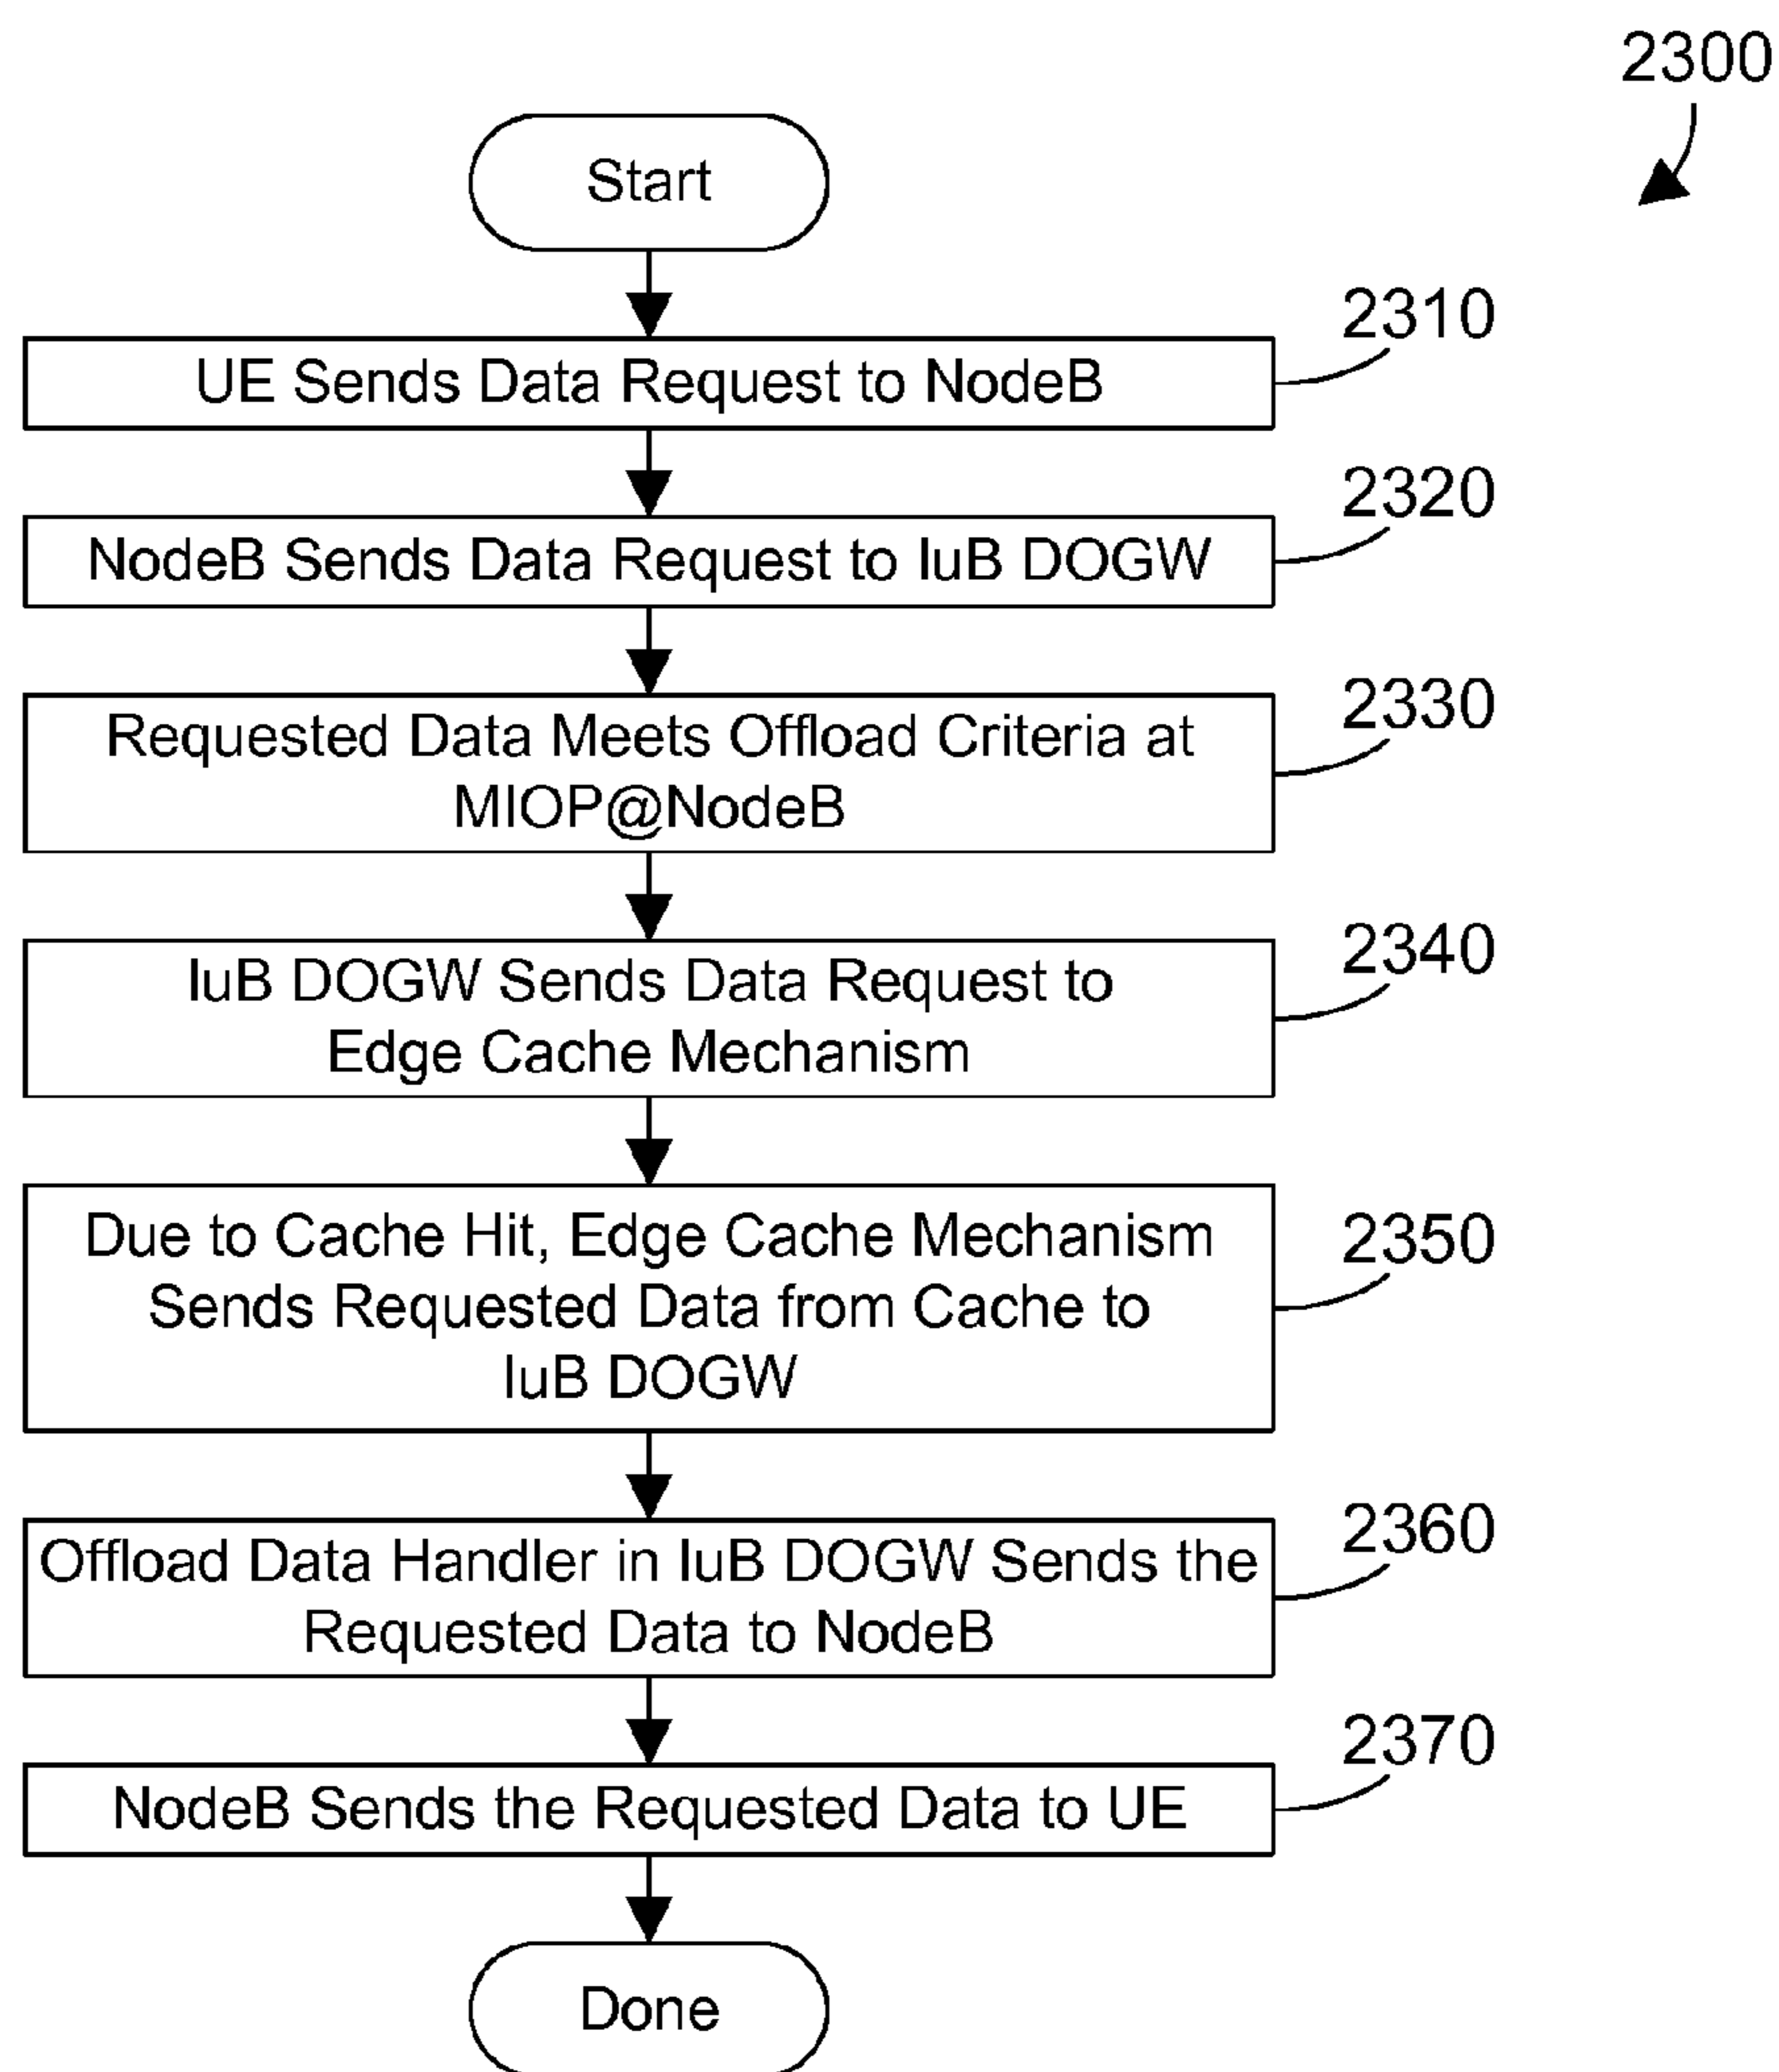 2300
Start
2310
UE Sends Data Request to NodeB
2320
NodeB Sends Data Request to IuB DOGW
2330
Requested Data Meets Offload Criteria at
MIOP@NodeB
2340
IuB DOGW Sends Data Request to
Edge Cache Mechanism
2350
Due to Cache Hit, Edge Cache Mechanism
Sends Requested Data from Cache to
IuB DOGW
2360
Offload Data Handler in IuB DOGW Sends the
Requested Data to NodeB
2370
NodeB Sends the Requested Data to UE
Done